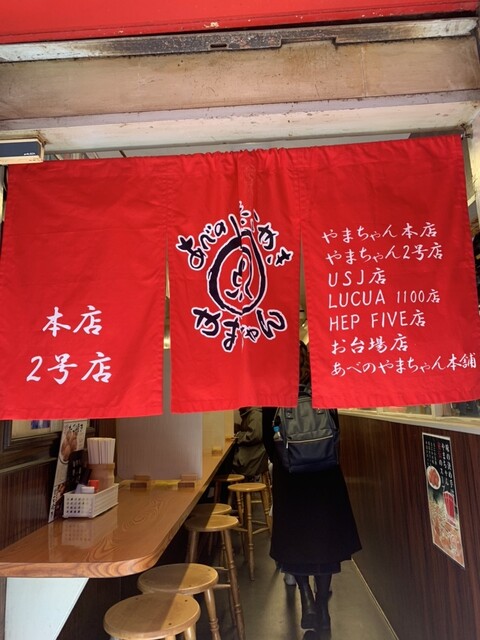 本店
2号店
あべの
たこやき
やまちゃん
やまちゃん本店
やまちゃん2号店
USJ店
LUCUA 1100店
HEP FIVE店
お台場店
あべのやまちゃん本舗